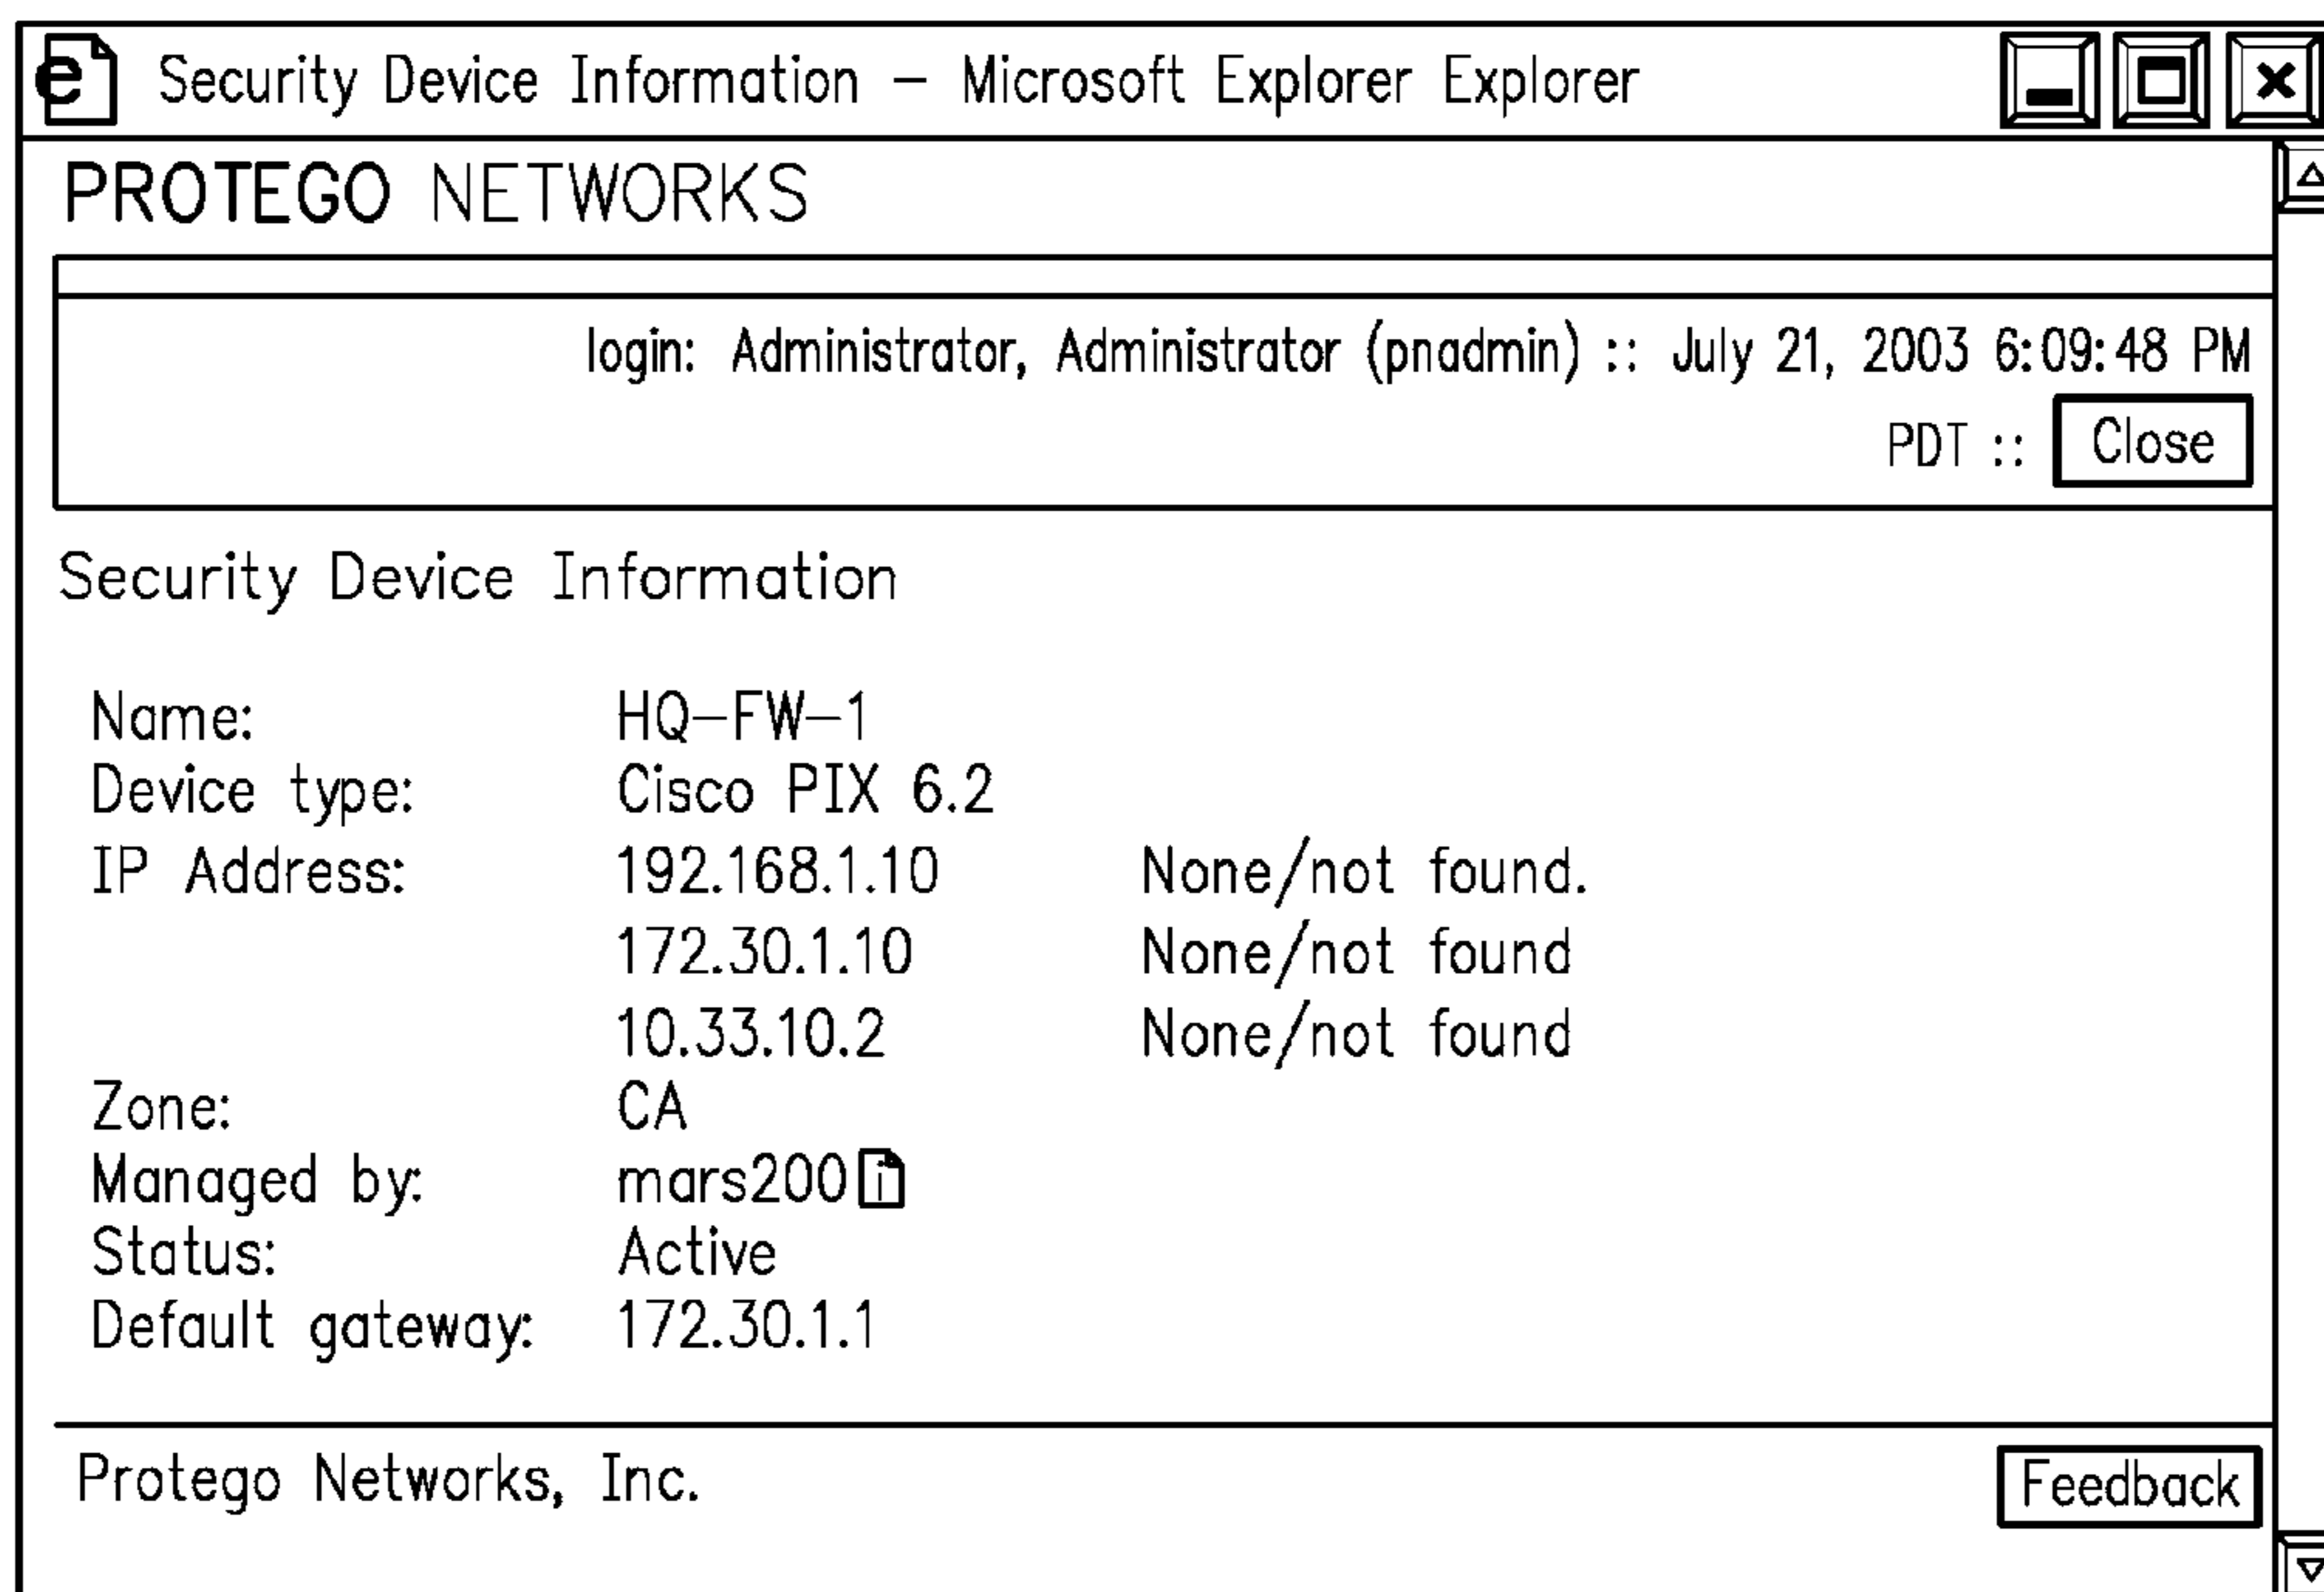 Security Device Information – Microsoft Explorer Explorer
PROTEGO NETWORKS
login: Administrator, Administrator (pnadmin) :: July 21, 2003 6:09:48 PM
PDT :: Close
Security Device Information
Name: HQ-FW-1
Device type: Cisco PIX 6.2
IP Address: 192.168.1.10 None/not found.
172.30.1.10 None/not found
10.33.10.2 None/not found
Zone: CA
Managed by: mars200 i
Status: Active
Default gateway: 172.30.1.1
Protego Networks, Inc. Feedback